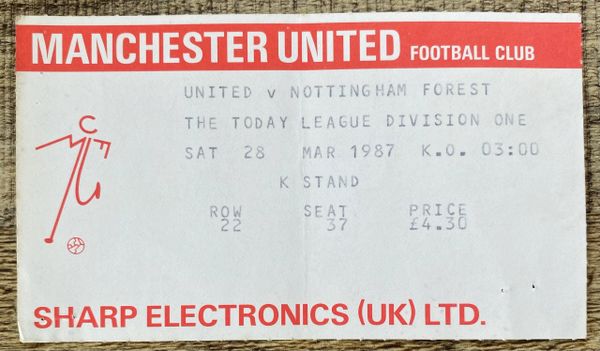 MANCHESTER UNITED FOOTBALL CLUB
UNITED v NOTTINGHAM FOREST
THE TODAY LEAGUE DIVISION ONE
SAT 28 MAR 1987 K.O. 03:00
K STAND
ROW SEAT PRICE
22 37 £4.30
MUFC
SHARP ELECTRONICS (UK) LTD.